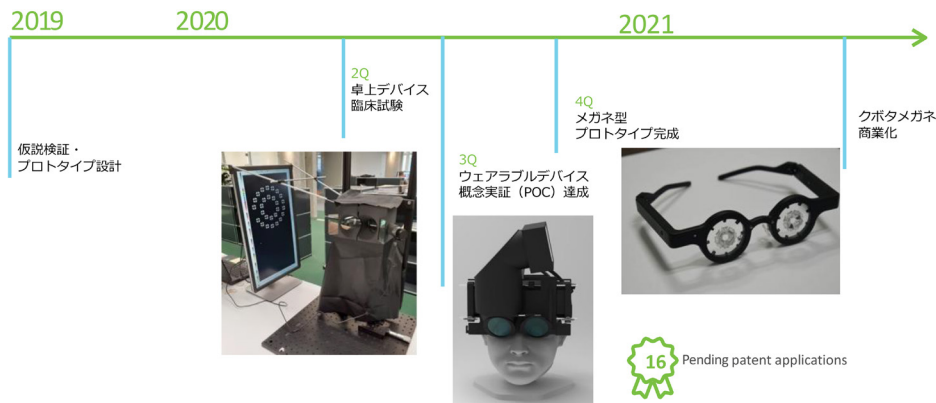 2019
2020
2021
仮説検証・
プロトタイプ設計
2Q
卓上デバイス
臨床試験
3Q
ウェアラブルデバイス
概念実証（POC）達成
4Q
メガネ型
プロトタイプ完成
クボタメガネ
商業化
16
Pending patent applications